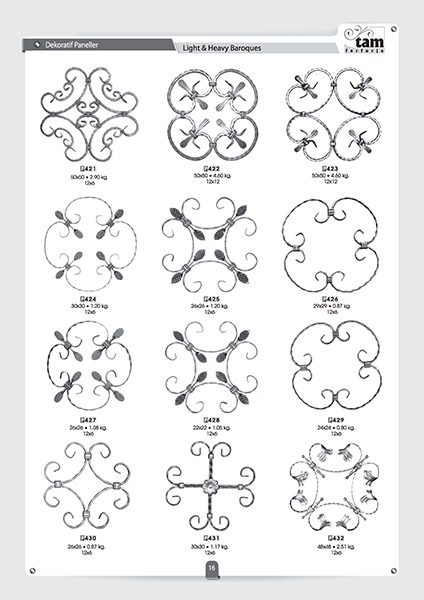 Dekoratif Paneller
Light & Heavy Baroques
tam
ferforje
421
50x50 • 2.90 kg.
12x6
422
50x50 • 4.60 kg.
12x12
423
50x50 • 4.60 kg.
12x12
424
30x30 • 1.20 kg.
12x6
425
26x26 • 1.20 kg.
12x6
426
29x29 • 0.87 kg.
12x6
427
26x26 • 1.08 kg.
12x6
428
22x22 • 1.05 kg.
12x6
429
24x24 • 0.80 kg.
12x6
430
26x26 • 0.87 kg.
12x6
431
30x30 • 1.17 kg.
12x6
432
48x48 • 2.51 kg.
12x6
16